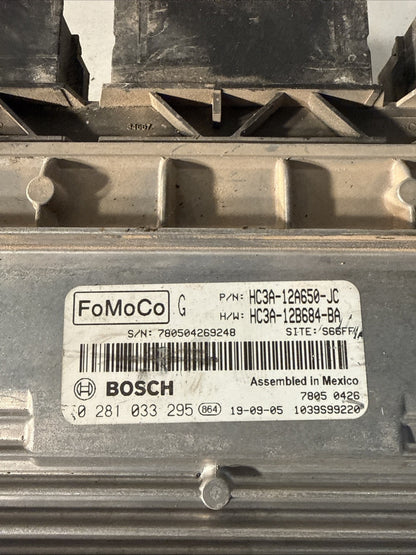 34607
FoMoCo G P/N: HC3A-12A650-JC
H/W: HC3A-12B684-BA
S/N: 780504269248 SITE:
BOSCH Assembled in Mexico
7805 0426
0 281 033 295 864 19-09-05 1039S99220